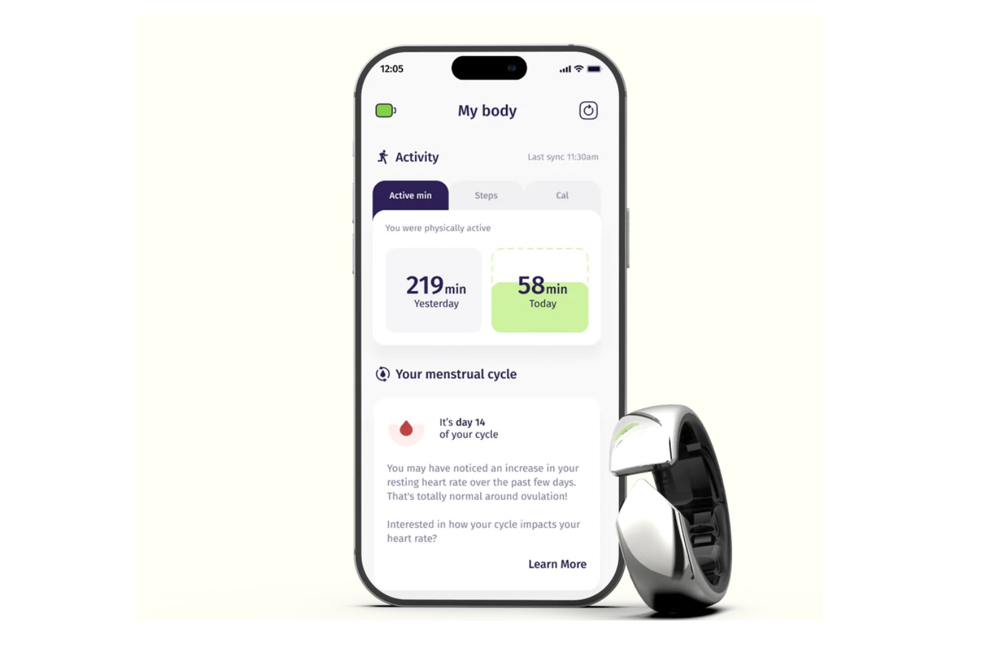 12:05
My body
Activity
Last sync 11:30am
Active min
Steps
Cal
You were physically active
219min
Yesterday
58min
Today
Your menstrual cycle
It's day 14
of your cycle
You may have noticed an increase in your
resting heart rate over the past few days.
That's totally normal around ovulation!
Interested in how your cycle impacts your
heart rate?
Learn More